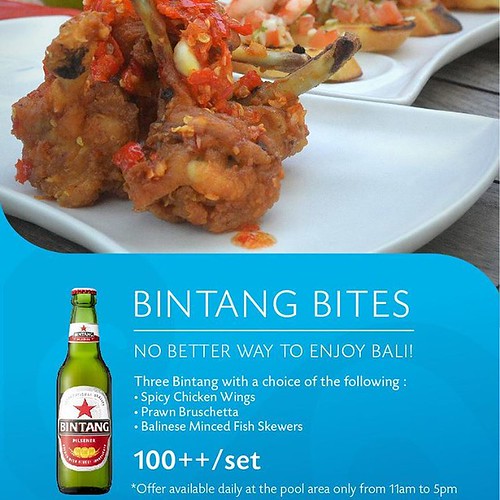 BINTANG BITES
NO BETTER WAY TO ENJOY BALI!
Three Bintang with a choice of the following :
• Spicy Chicken Wings
• Prawn Bruschetta
• Balinese Minced Fish Skewers
100++/set
*Offer available daily at the pool area only from 11am to 5pm
BINTANG
BINTANG
PILSENER